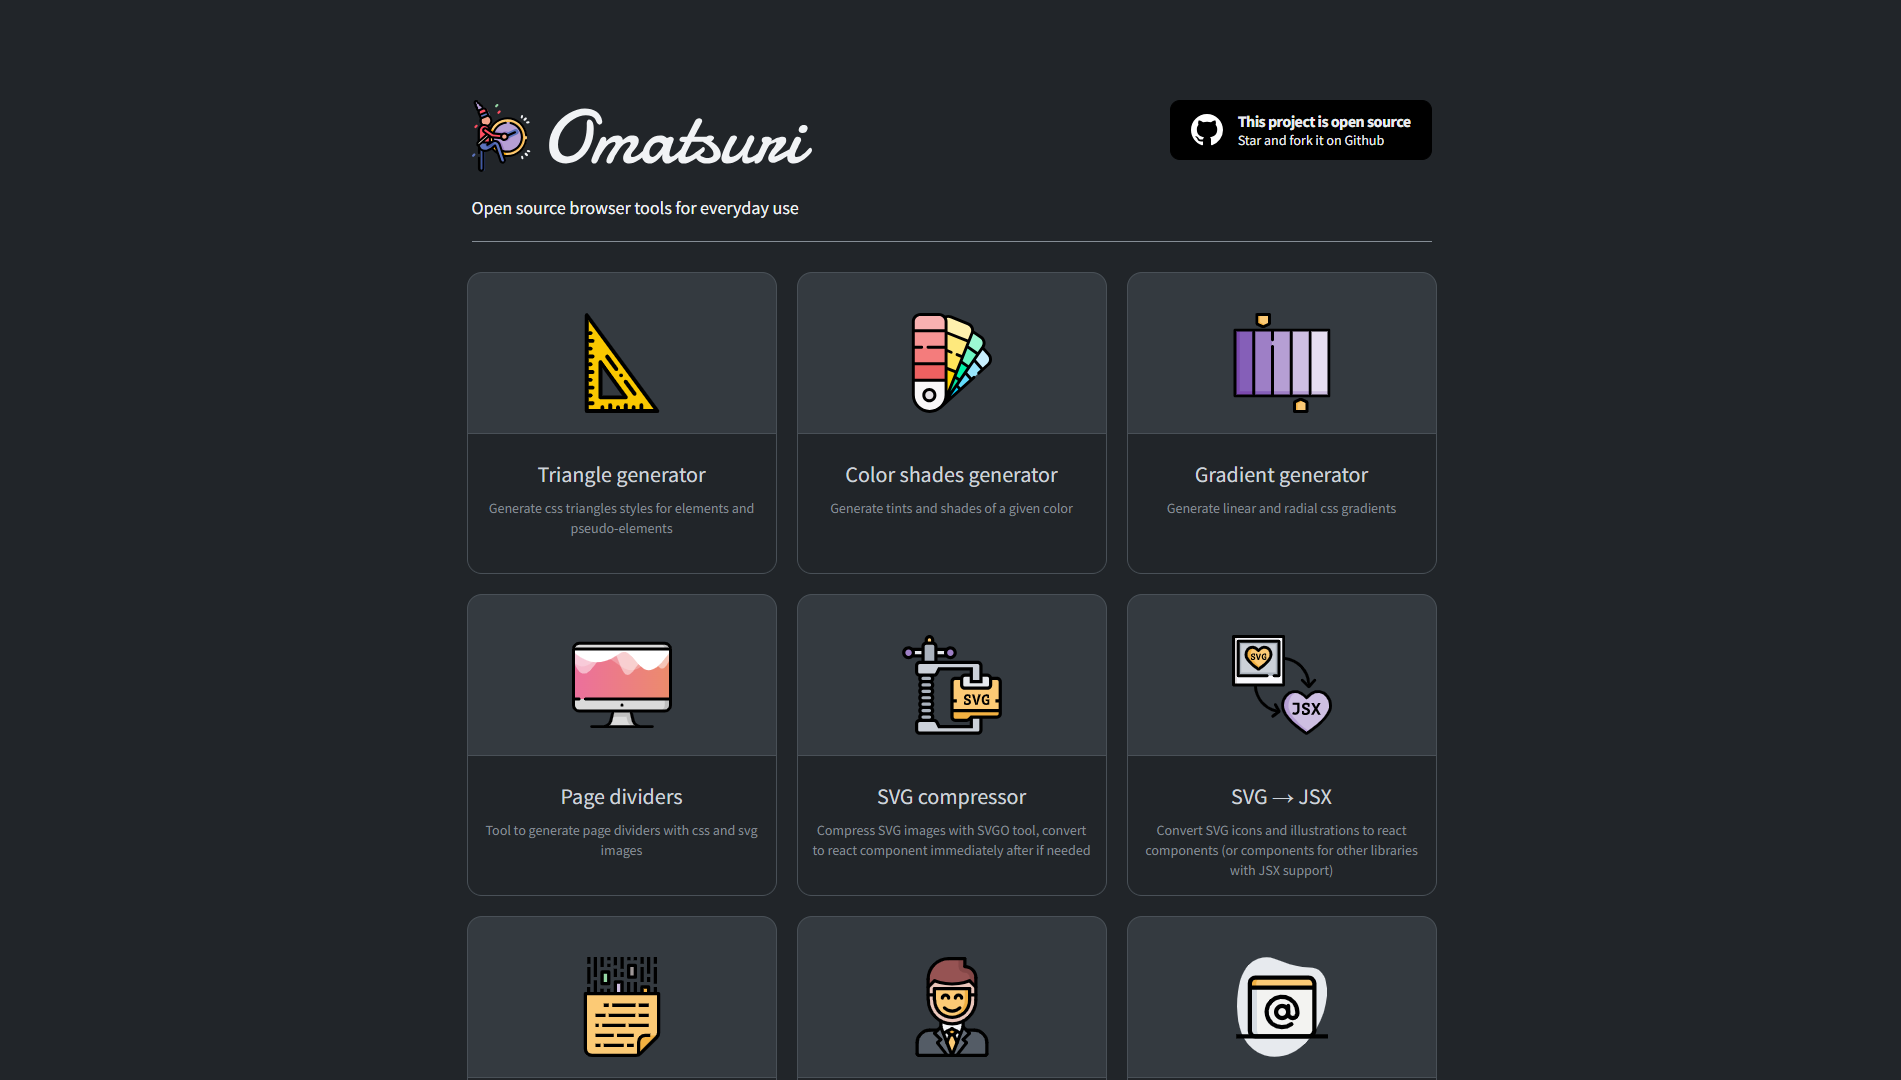 Omatsuri
This project is open source
Star and fork it on Github
Open source browser tools for everyday use
Triangle generator
Generate css triangles styles for elements and
pseudo-elements
Color shades generator
Generate tints and shades of a given color
Gradient generator
Generate linear and radial css gradients
Page dividers
Tool to generate page dividers with css and svg
images
SVG
SVG compressor
Compress SVG images with SVGO tool, convert
to react component immediately after if needed
SVG
JSX
SVG → JSX
Convert SVG icons and illustrations to react
components (or components for other libraries
with JSX support)
@